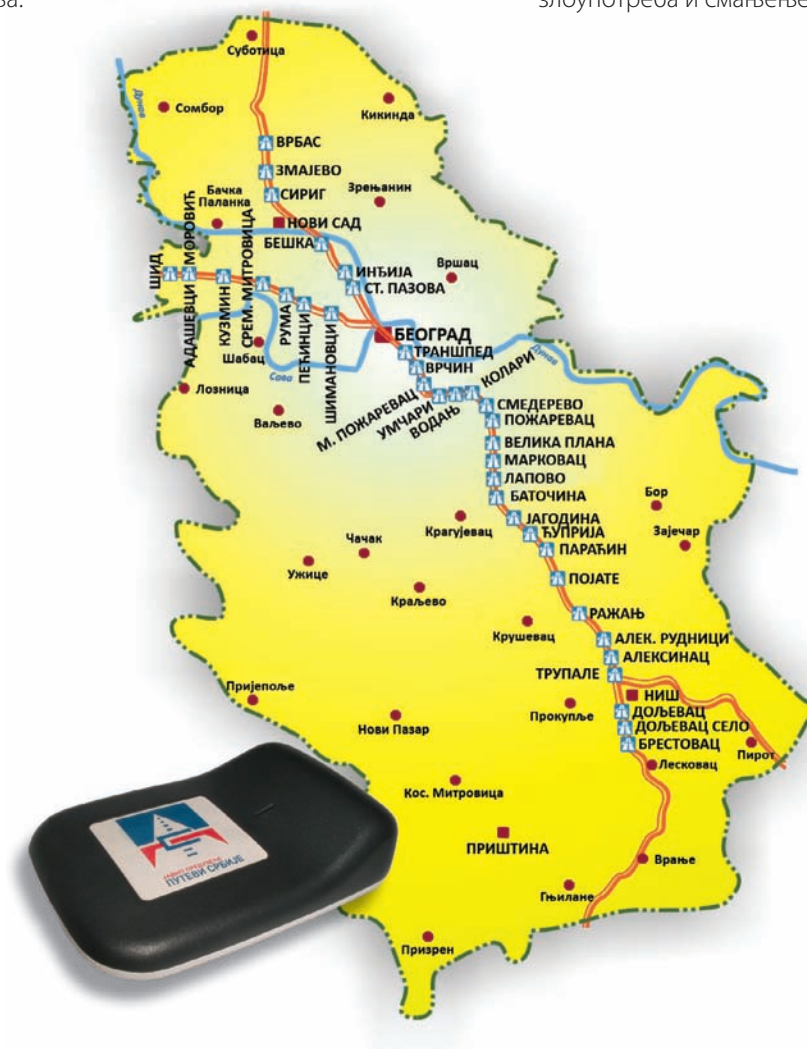 ва.
злоупотреба и смањење
Суботица
Дунав
Сомбор
Кикинда
ВРБАС
ЗМАЈЕВО
СИРИГ
Зрењанин
Бачка
Паланка
НОВИ САД
БЕШКА
ИНЂИЈА
СТ. ПАЗОВА
Вршац
ШИД
АДАШЕВЦИ
МОРОВИЋ
КУЗМИН
СРЕМ. МИТРОВИЦА
РУМА
ПЕЋИНЦИ
ШИМАНОВЦИ
БЕОГРАД
ТРАНШПЕД
ВРЧИН
Шабац
Сава
Дунав
Лозница
Ваљево
М. ПОЖАРЕВАЦ
УМЧАРИ
ВОДАЊ
КОЛАРИ
СМЕДЕРЕВО
ПОЖАРЕВАЦ
ВЕЛИКА ПЛАНА
МАРКОВАЦ
ЛАПОВО
БАТОЧИНА
Бор
ЈАГОДИНА
Крагујевац
ЋУПРИЈА
Зајечар
ПАРАЋИН
Чачак
Ужице
ПОЈАТЕ
Краљево
РАЖАЊ
Крушевац
АЛЕК. РУДНИЦИ
АЛЕКСИНАЦ
ТРУПАЛЕ
Пријепоље
НИШ
Прокупље
ДОЉЕВАЦ
Нови Пазар
ДОЉЕВАЦ СЕЛО
БРЕСТОВАЦ
Пирот
Лесковац
Кос. Митровица
ПРИШТИНА
Врање
Гњилане
Призрен
ЈАВНО ПРЕДУЗЕЋЕ
ПУТЕВИ СРБИЈЕ